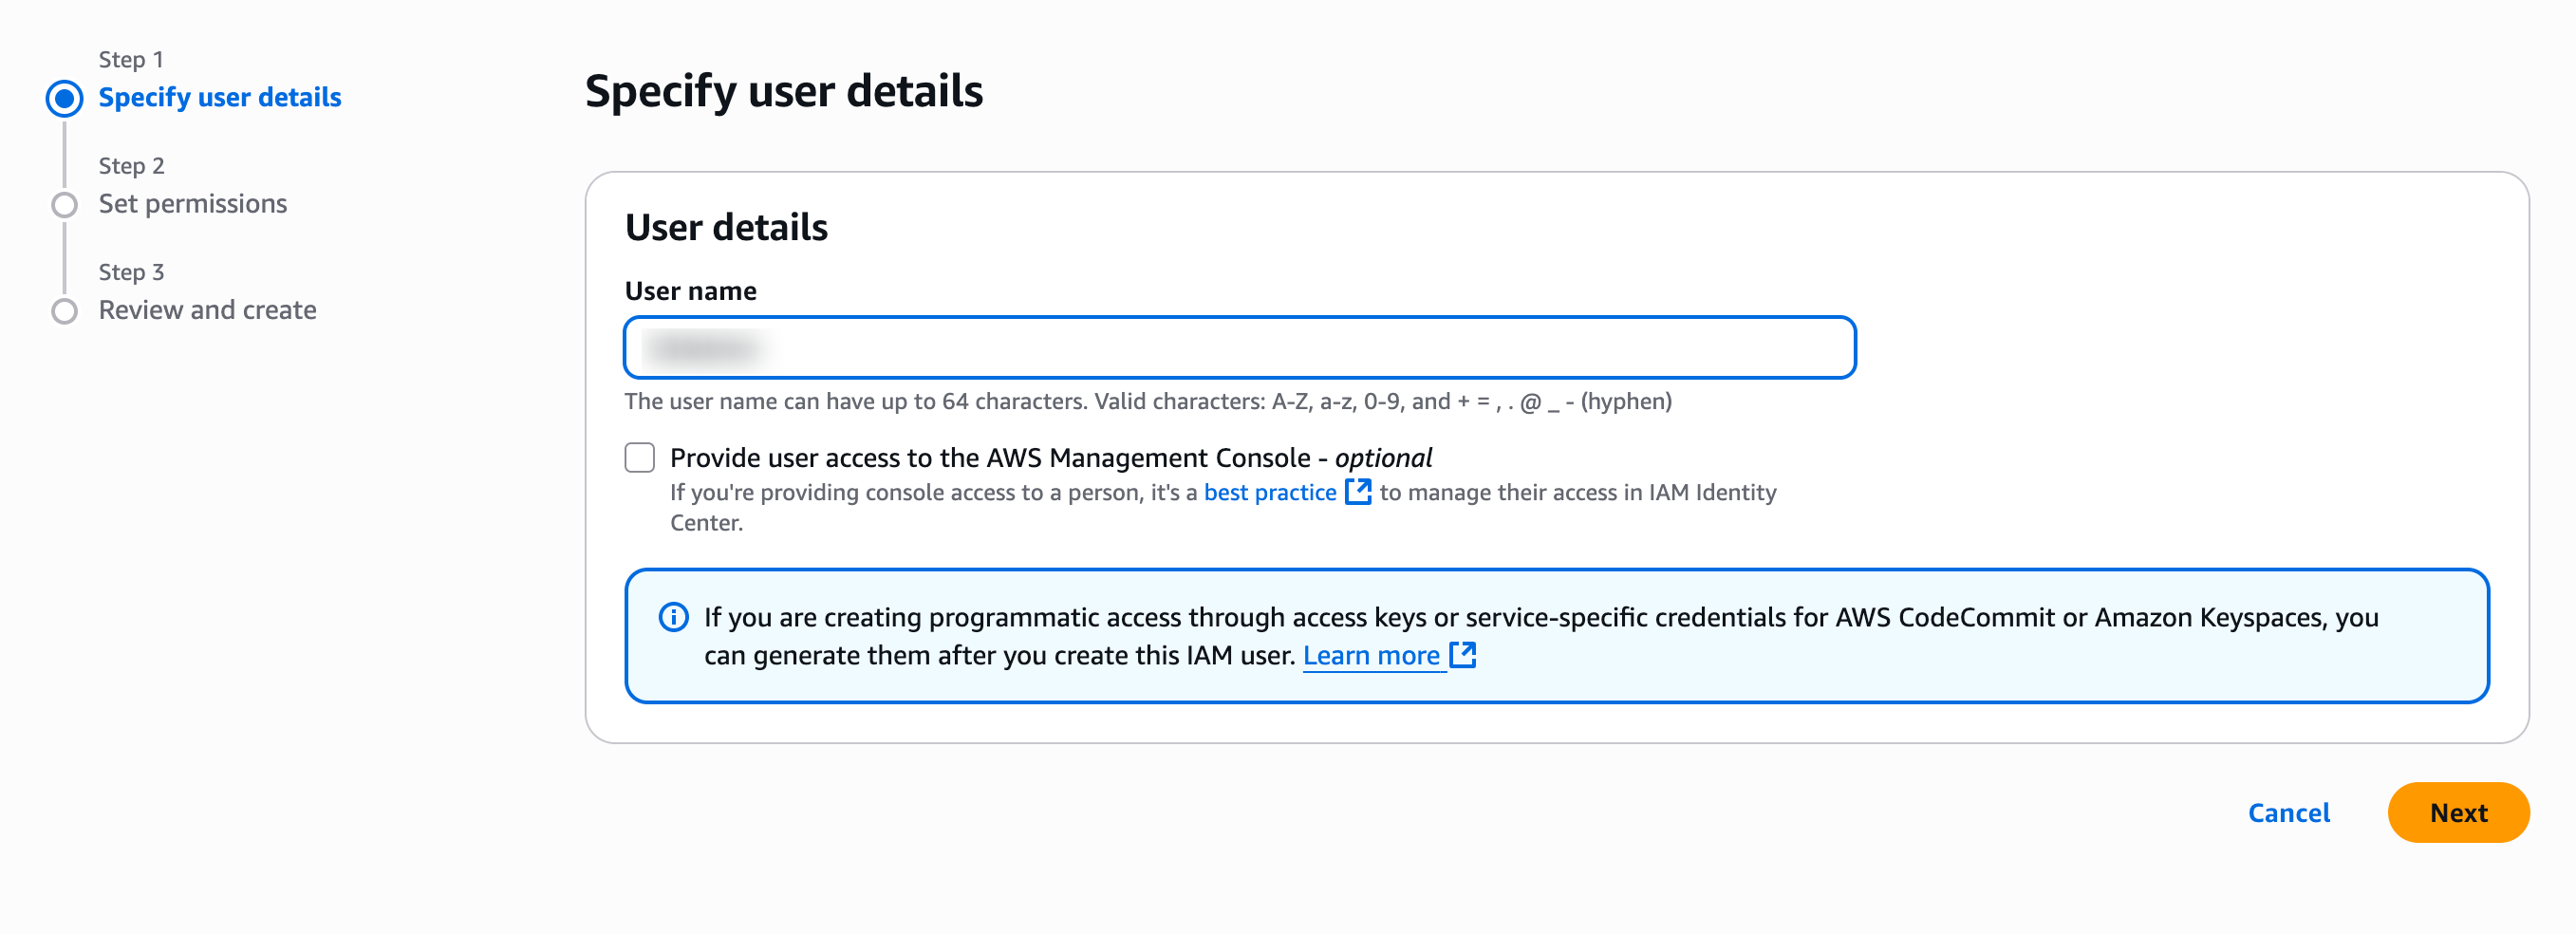 Step 1
Specify user details
Step 2
Set permissions
Step 3
Review and create
Specify user details
User details
User name
The user name can have up to 64 characters. Valid characters: A-Z, a-z, 0-9, and + = , . @ _ - (hyphen)
Provide user access to the AWS Management Console - optional
If you're providing console access to a person, it's a best practice to manage their access in IAM Identity
Center.
If you are creating programmatic access through access keys or service-specific credentials for AWS CodeCommit or Amazon Keyspaces, you
can generate them after you create this IAM user. Learn more
Cancel
Next